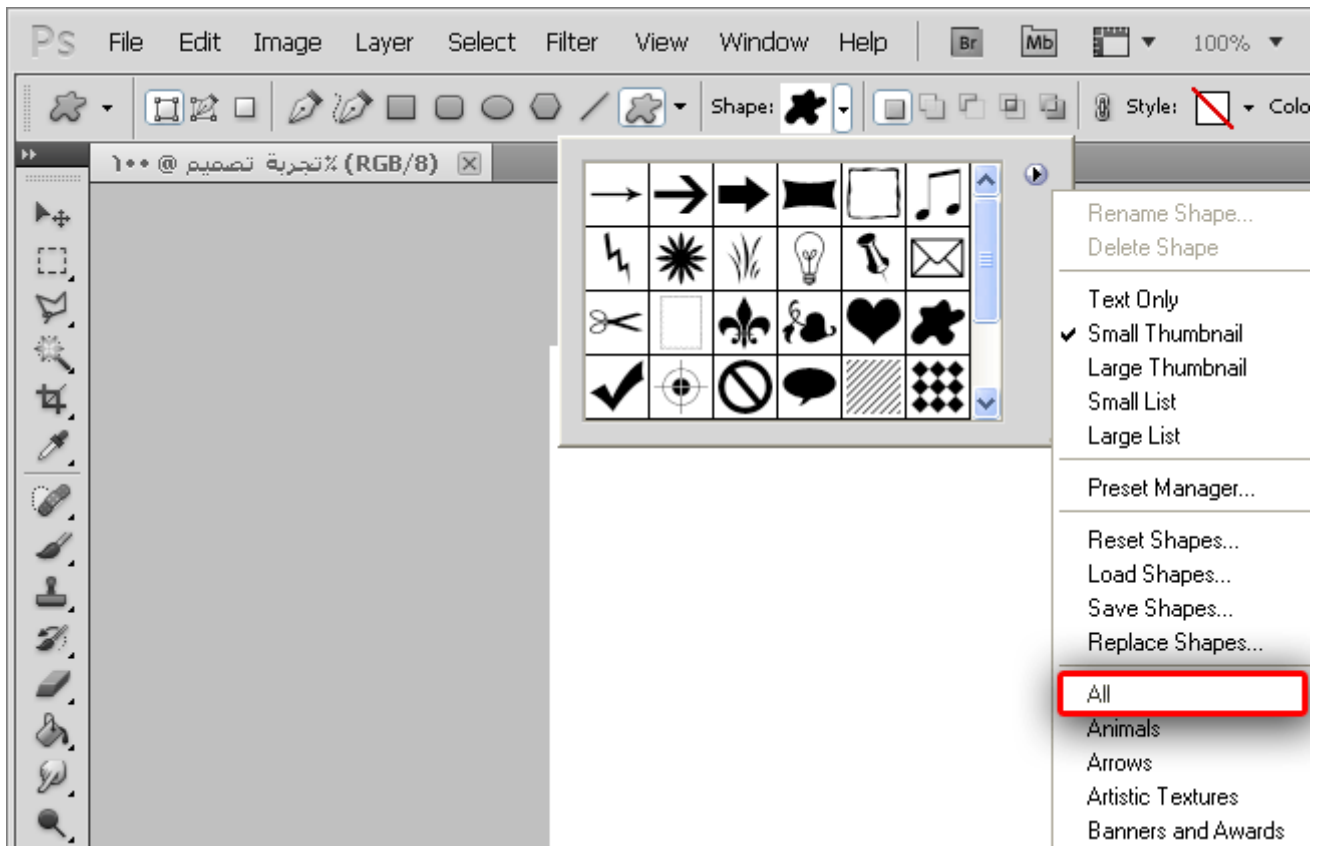 Ps File Edit Image Layer Select Filter View Window Help Br Mb 100%
Shape: Style: Colo
تجربة تصميم @ ١٠٠% (RGB/8)
Rename Shape...
Delete Shape
Text Only
Small Thumbnail
Large Thumbnail
Small List
Large List
Preset Manager...
Reset Shapes...
Load Shapes...
Save Shapes...
Replace Shapes...
All
Animals
Arrows
Artistic Textures
Banners and Awards